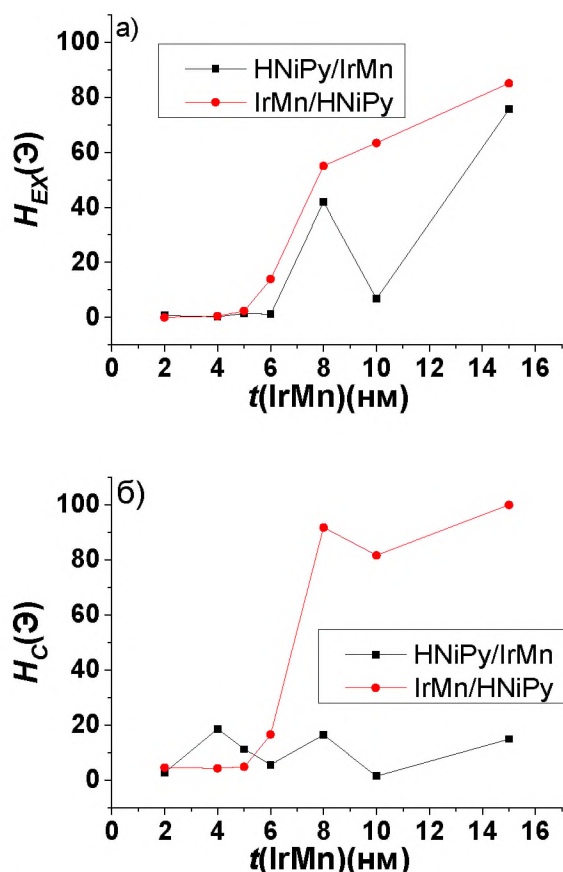 а)
HNiPy/IrMn
IrMn/HNiPy
H_EX(Э)
100
80
60
40
20
0
0 2 4 6 8 10 12 14 16
t(IrMn)(нм)
б)
HNiPy/IrMn
IrMn/HNiPy
H_C(Э)
100
80
60
40
20
0
0 2 4 6 8 10 12 14 16
t(IrMn)(нм)